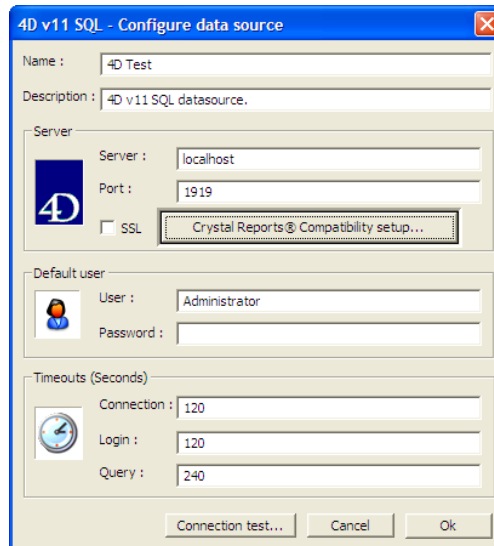 4D v11 SQL - Configure data source
Name :
4D Test
Description :
4D v11 SQL datasource.
Server
Server :
localhost
Port :
1919
4D
SSL
Crystal Reports® Compatibility setup...
Default user
User :
Administrator
Password :
Timeouts (Seconds)
Connection :
120
Login :
120
Query :
240
Connection test...
Cancel
Ok